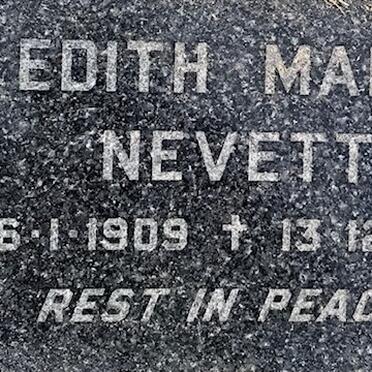 EDITH MA
NEVETT
6·1·1909 † 13·12
REST IN PEAC